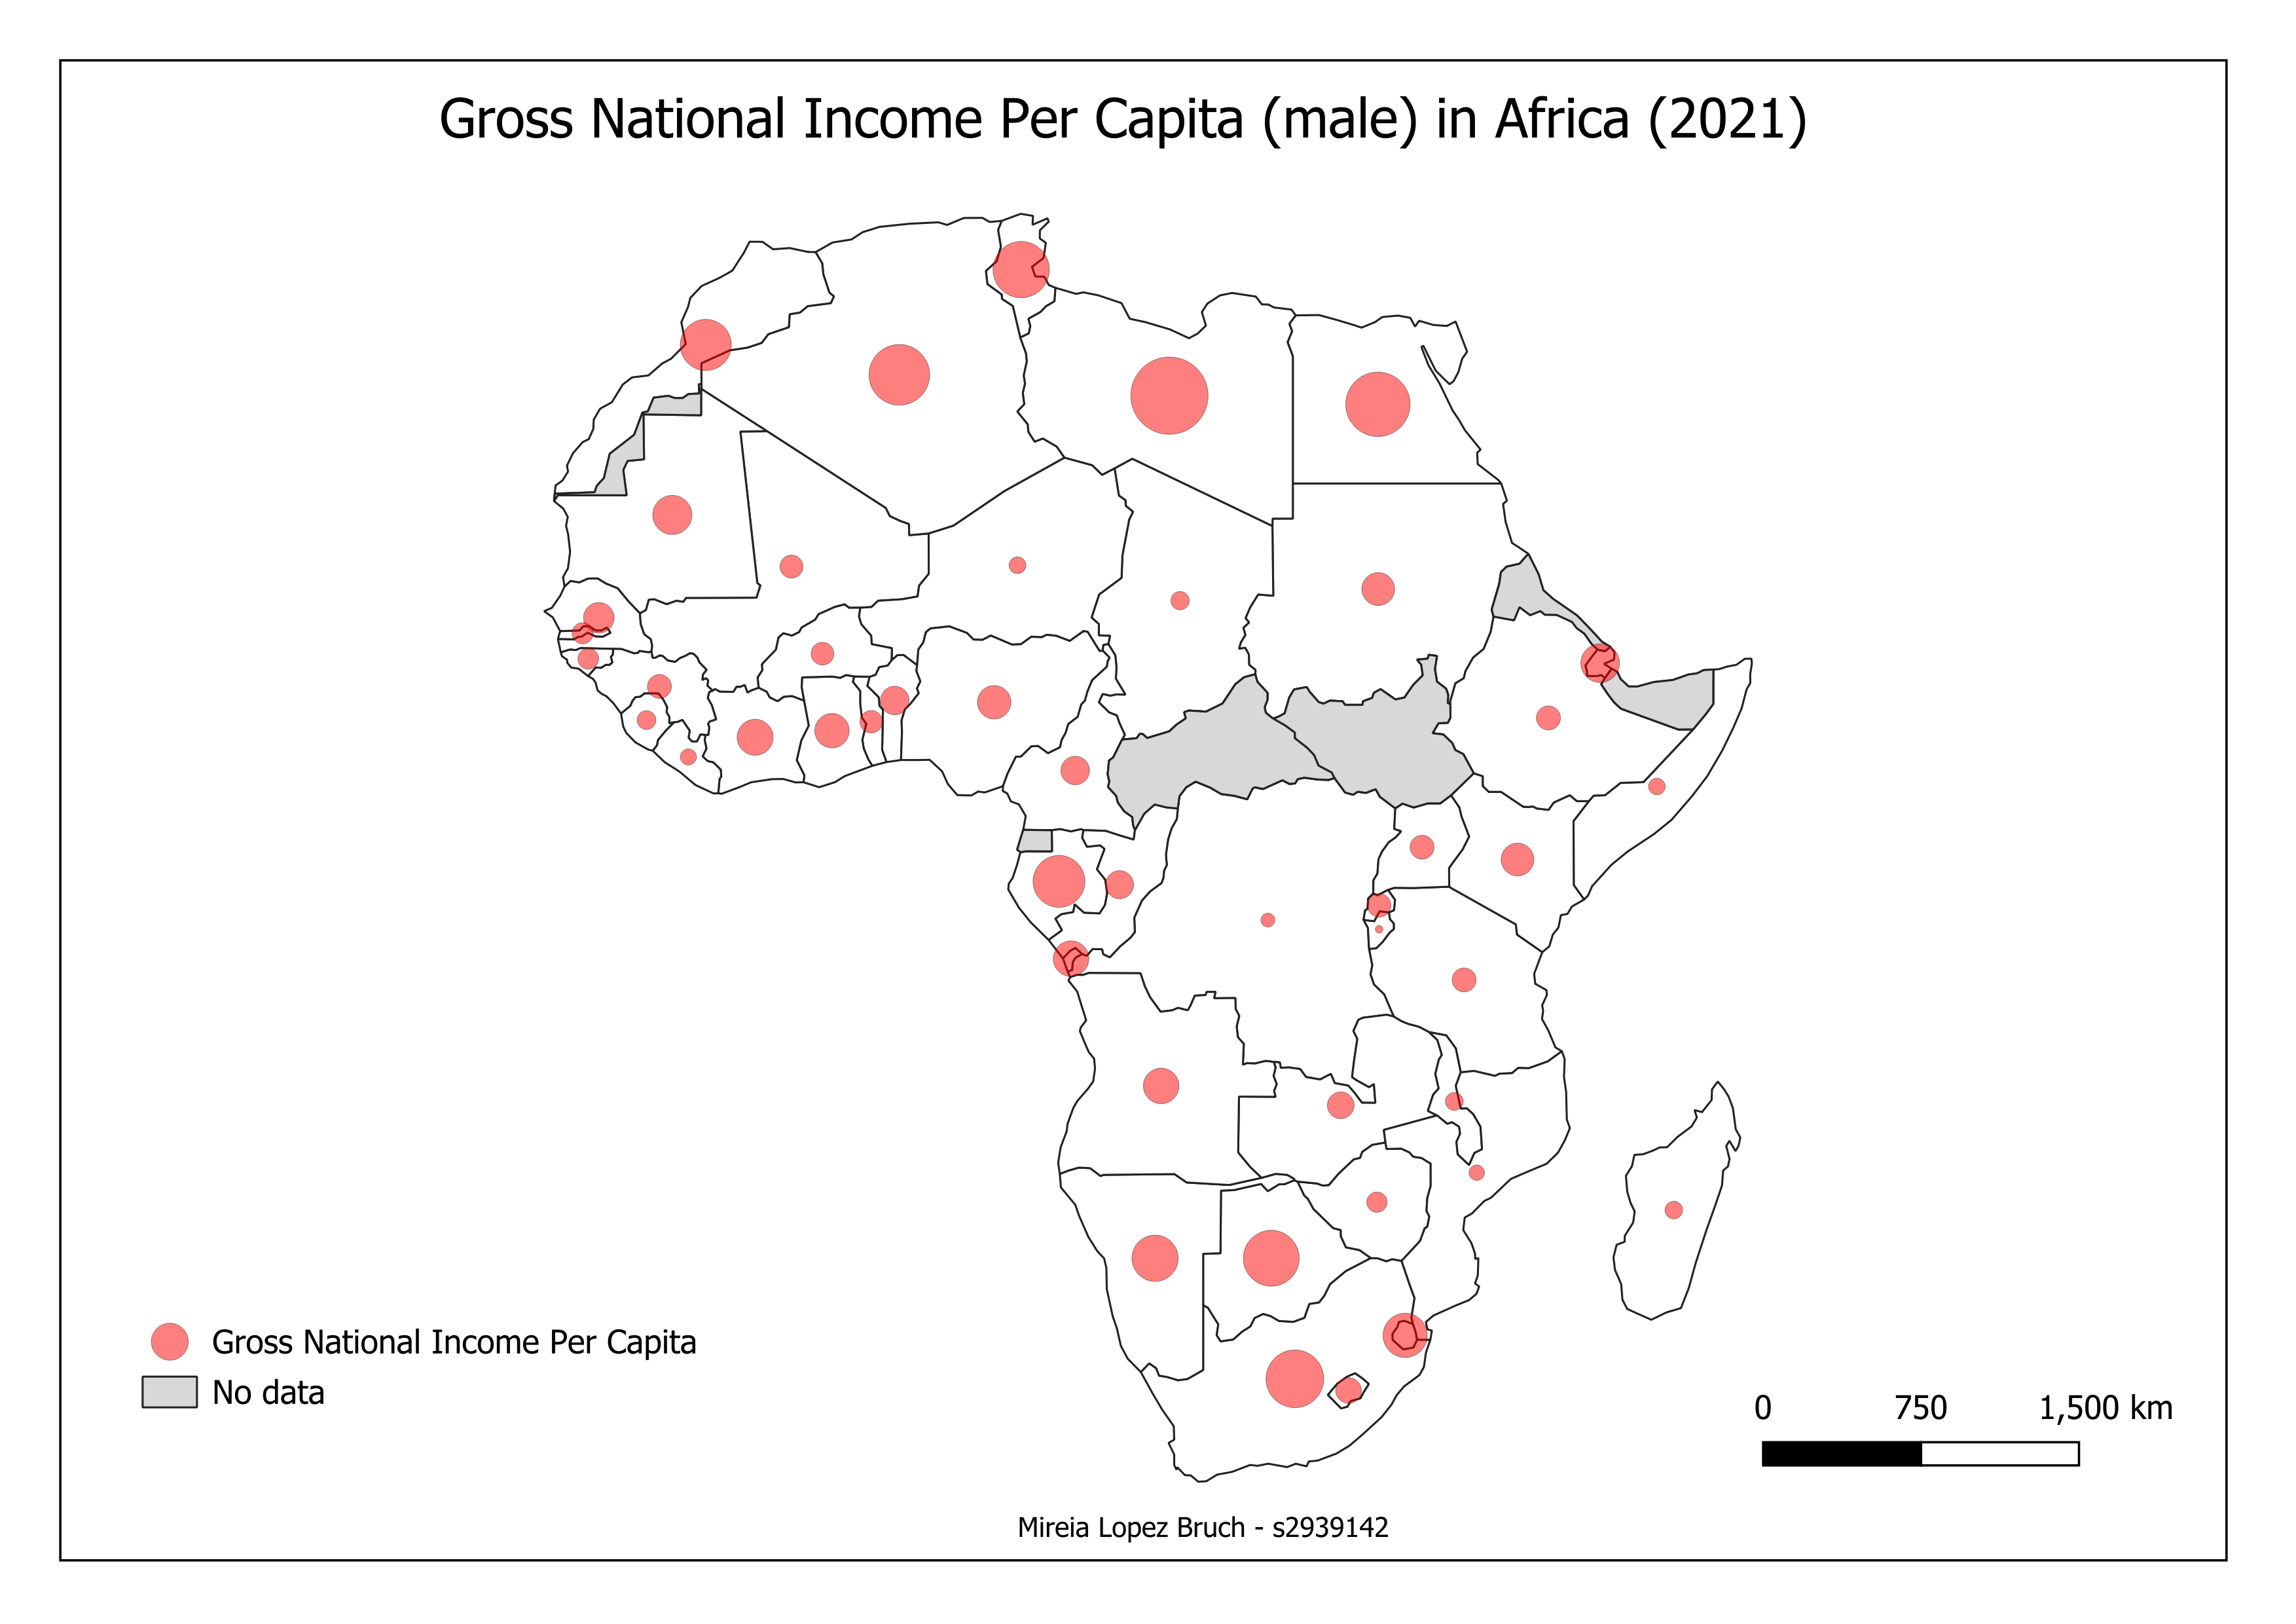 Gross National Income Per Capita (male) in Africa (2021)
Gross National Income Per Capita
No data
0 750 1,500 km
Mireia Lopez Bruch - s2939142